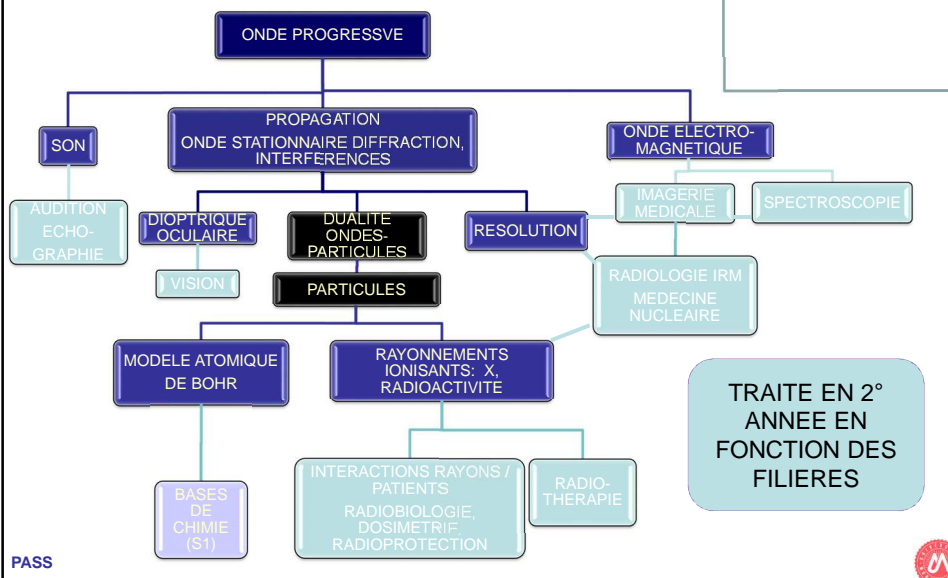 ONDE PROGRESSVE
SON
PROPAGATION
ONDE STATIONNAIRE DIFFRACTION,
INTERFERENCES
ONDE ELECTRO-
MAGNETIQUE
AUDITION
ECHO-
GRAPHIE
DIOPTRIQUE
OCULAIRE
DUALITE
ONDES-
PARTICULES
RESOLUTION
IMAGERIE
MEDICALE
SPECTROSCOPIE
VISION
PARTICULES
RADIOLOGIE IRM
MEDECINE
NUCLEAIRE
MODELE ATOMIQUE
DE BOHR
RAYONNEMENTS
IONISANTS: X,
RADIOACTIVITE
TRAITE EN 2°
ANNEE EN
FONCTION DES
FILIERES
BASES
DE
CHIMIE
(S1)
INTERACTIONS RAYONS /
PATIENTS
RADIOBIOLOGIE,
DOSIMETRIE,
RADIOPROTECTION
RADIO-
THERAPIE
PASS